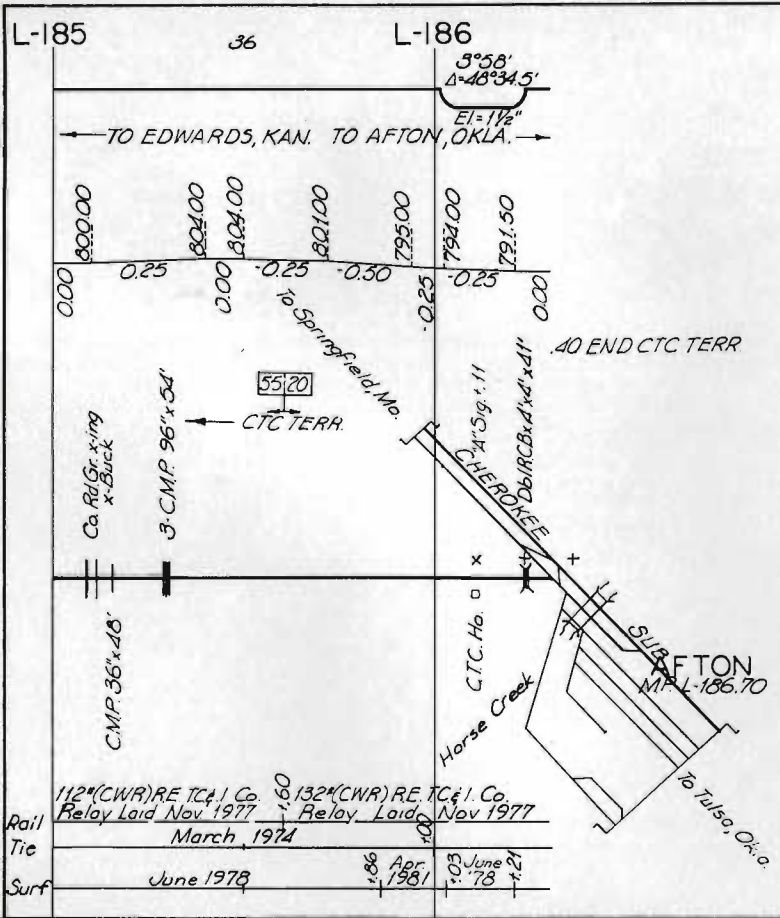 L-185
36
L-186
3°58'
Δ=48°34.5'
El.=1½"
TO EDWARDS, KAN. TO AFTON, OKLA.
800.00
804.00
804.00
801.00
795.00
794.00
791.50
0.00
0.25
0.00
-0.25
-0.50
-0.25
-0.25
0.00
To Springfield, Mo.
.40 END CTC TERR.
55 20
CTC TERR.
"A" Sig. +.11
Dbl RCB x 4' x 4' x 41'
Co. Rd. Gr. x-ing
x-Buck
3-C.M.P. 96" x 54'
CHEROKEE SUB
C.M.P. 36" x 48'
C.T.C. Ho.
AFTON
M.P. L-186.70
Horse Creek
To Tulsa, Okla.
112# (CWR) R.E. T.C.& I. Co. +.60 132# (CWR) R.E. T.C.& I. Co.
Rail Relay Laid Nov 1977 Relay Laid Nov 1977
Tie March 1974 +.00
Surf June 1978 +.86 Apr. 1981 +.03 June '78 +.21